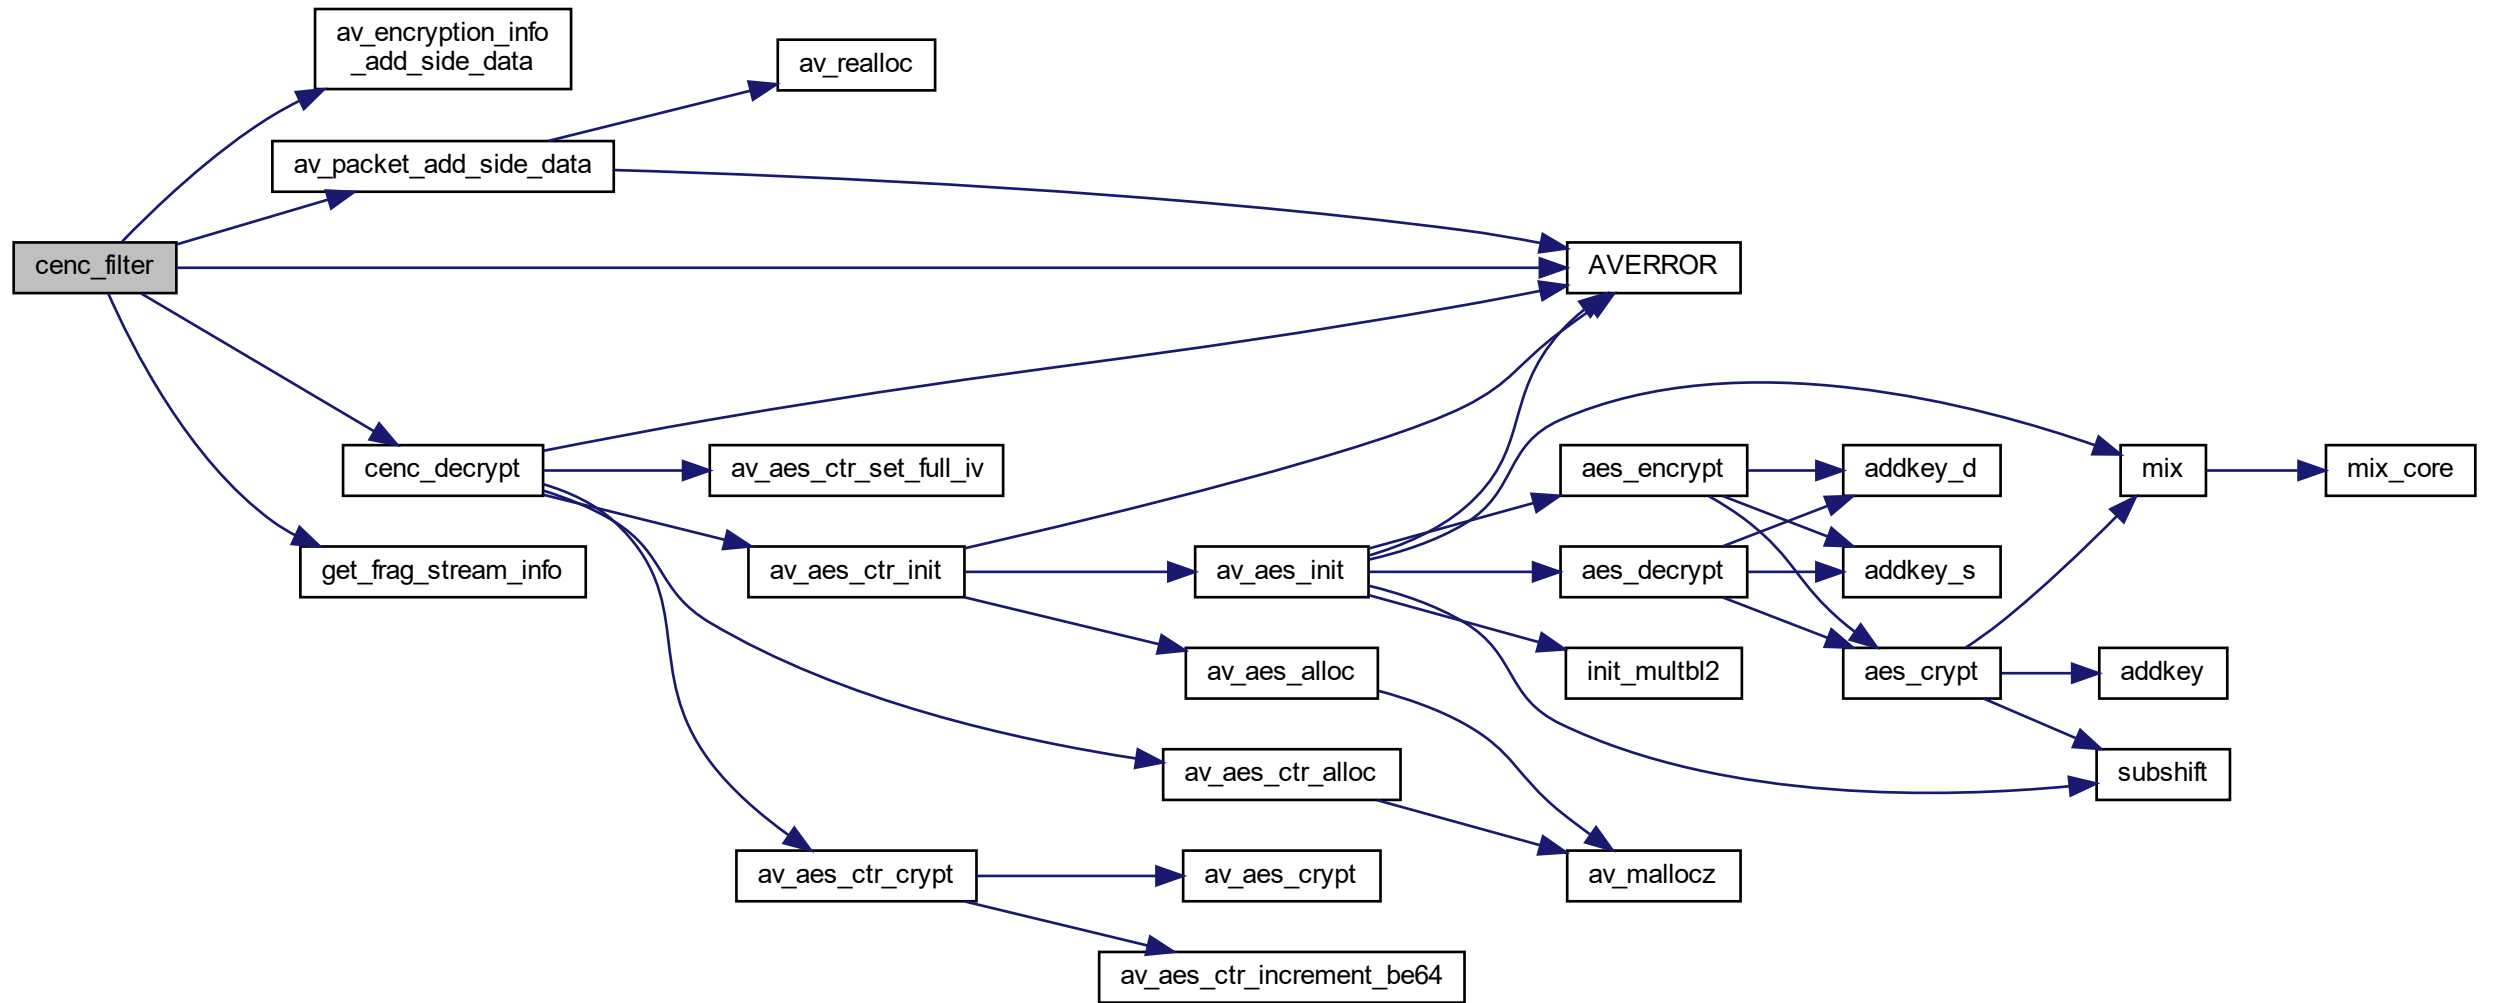 av_encryption_info
_add_side_data
av_realloc
av_packet_add_side_data
cenc_filter
AVERROR
cenc_decrypt
av_aes_ctr_set_full_iv
aes_encrypt
addkey_d
mix
mix_core
get_frag_stream_info
av_aes_ctr_init
av_aes_init
aes_decrypt
addkey_s
av_aes_alloc
init_multbl2
aes_crypt
addkey
av_aes_ctr_alloc
subshift
av_aes_ctr_crypt
av_aes_crypt
av_mallocz
av_aes_ctr_increment_be64